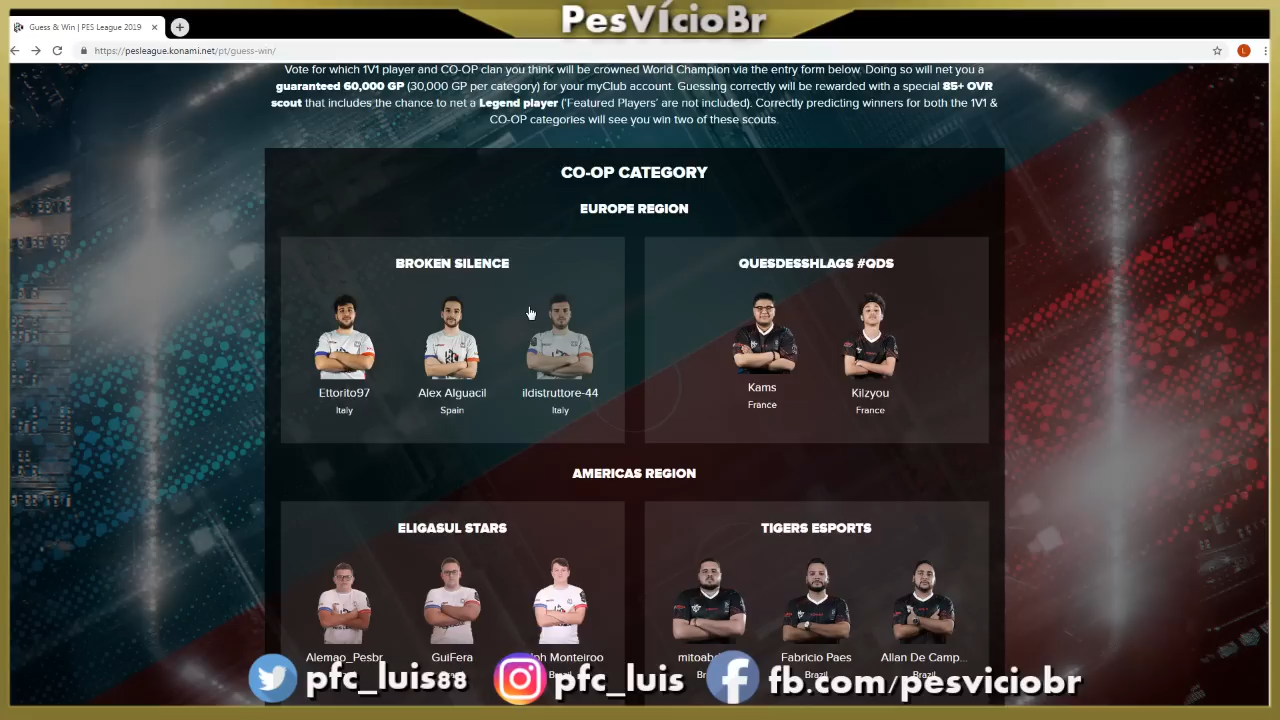 PesVícioBr
Guess & Win | PES League 2019
https://pesleague.konami.net/pt/guess-win/
L
Vote for which 1V1 player and CO-OP clan you think will be crowned World Champion via the entry form below. Doing so will net you a
guaranteed 60,000 GP (30,000 GP per category) for your myClub account. Guessing correctly will be rewarded with a special 85+ OVR
scout that includes the chance to net a Legend player ('Featured Players' are not included). Correctly predicting winners for both the 1V1 &
CO-OP categories will see you win two of these scouts.
CO-OP CATEGORY
EUROPE REGION
BROKEN SILENCE
Ettorito97
Italy
Alex Alguacil
Spain
ildistruttore-44
Italy
QUESDESSHLAGS #QDS
Kams
France
Kilzyou
France
AMERICAS REGION
ELIGASUL STARS
Alemao_Pesbr
GuiFera
Monteiroo
TIGERS ESPORTS
Fabricio Paes
Allan De Camp...
pfc_luis88
pfc_luis
fb.com/pesviciobr